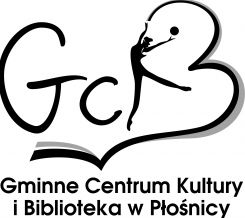 GCB
Gminne Centrum Kultury
i Biblioteka w Płośnicy